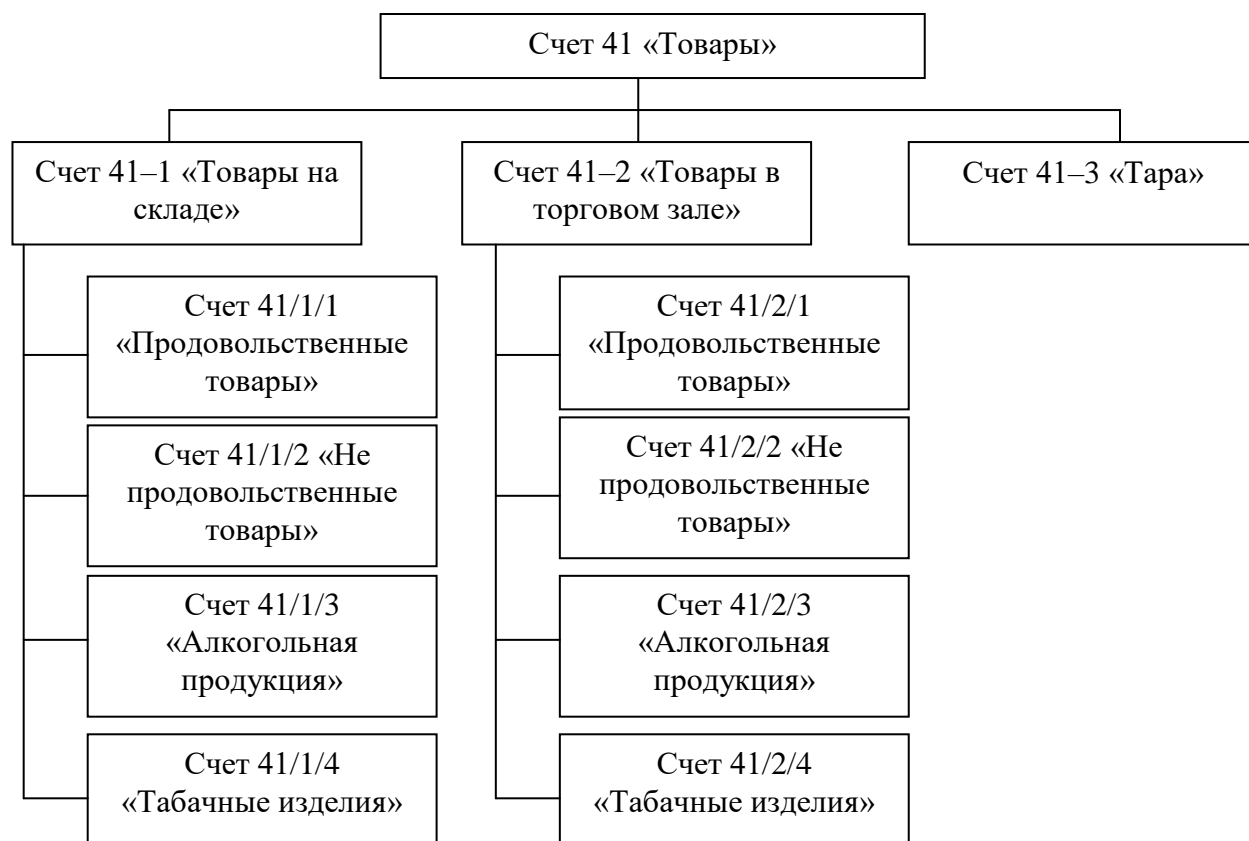 Счет 41 «Товары»
Счет 41–1 «Товары на
складе»
Счет 41–2 «Товары в
торговом зале»
Счет 41–3 «Тара»
Счет 41/1/1
«Продовольственные
товары»
Счет 41/1/2 «Не
продовольственные
товары»
Счет 41/1/3
«Алкогольная
продукция»
Счет 41/1/4
«Табачные изделия»
Счет 41/2/1
«Продовольственные
товары»
Счет 41/2/2 «Не
продовольственные
товары»
Счет 41/2/3
«Алкогольная
продукция»
Счет 41/2/4
«Табачные изделия»